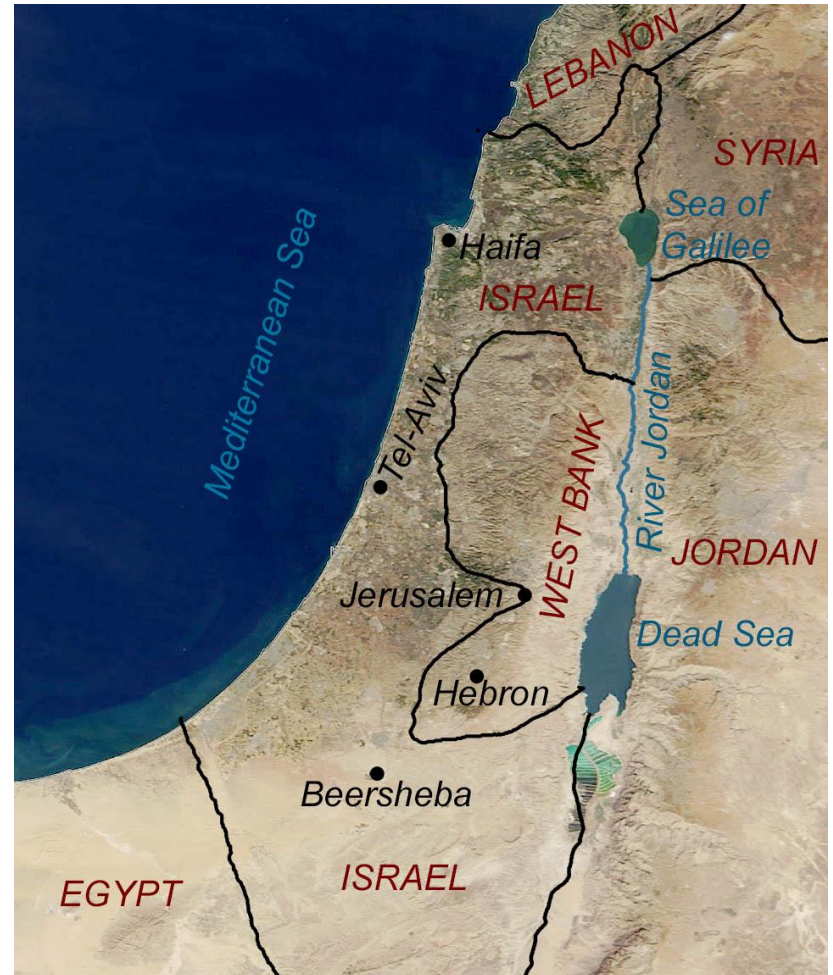 LEBANON
SYRIA
Sea of
Galilee
Haifa
ISRAEL
Mediterranean Sea
Tel-Aviv
WEST BANK
River Jordan
JORDAN
Jerusalem
Dead Sea
Hebron
Beersheba
ISRAEL
EGYPT